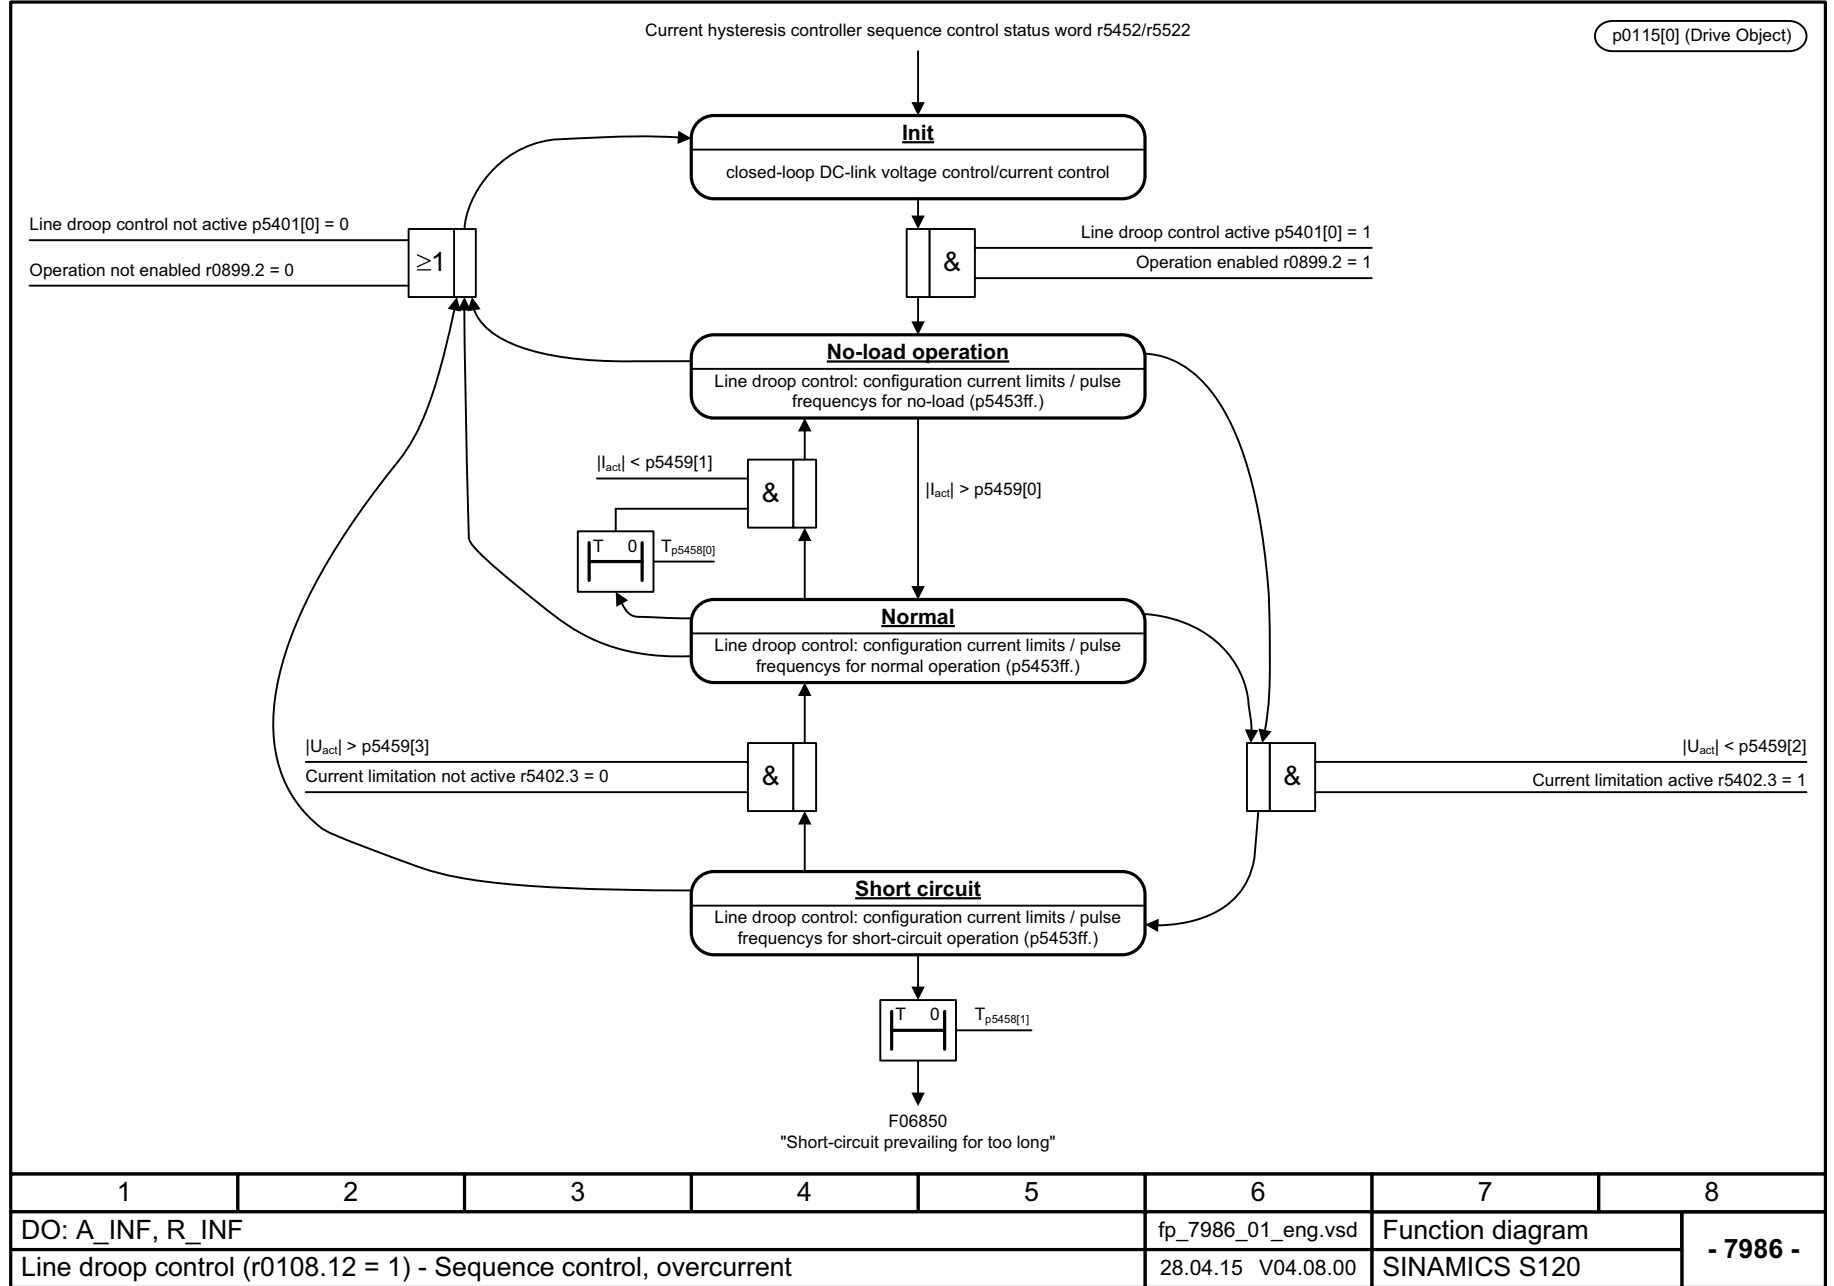 Current hysteresis controller sequence control status word r5452/r5522
p0115[0] (Drive Object)
Init
closed-loop DC-link voltage control/current control
Line droop control not active p5401[0] = 0
Operation not enabled r0899.2 = 0
≥1
&
Line droop control active p5401[0] = 1
Operation enabled r0899.2 = 1
No-load operation
Line droop control: configuration current limits / pulse
frequencys for no-load (p5453ff.)
|Iact| < p5459[1]
&
|Iact| > p5459[0]
T 0
Tp5458[0]
Normal
Line droop control: configuration current limits / pulse
frequencys for normal operation (p5453ff.)
|Uact| > p5459[3]
Current limitation not active r5402.3 = 0
&
&
|Uact| < p5459[2]
Current limitation active r5402.3 = 1
Short circuit
Line droop control: configuration current limits / pulse
frequencys for short-circuit operation (p5453ff.)
T 0
Tp5458[1]
F06850
"Short-circuit prevailing for too long"
1 2 3 4 5 6 7 8
DO: A_INF, R_INF
fp_7986_01_eng.vsd
Function diagram
- 7986 -
Line droop control (r0108.12 = 1) - Sequence control, overcurrent
28.04.15 V04.08.00
SINAMICS S120